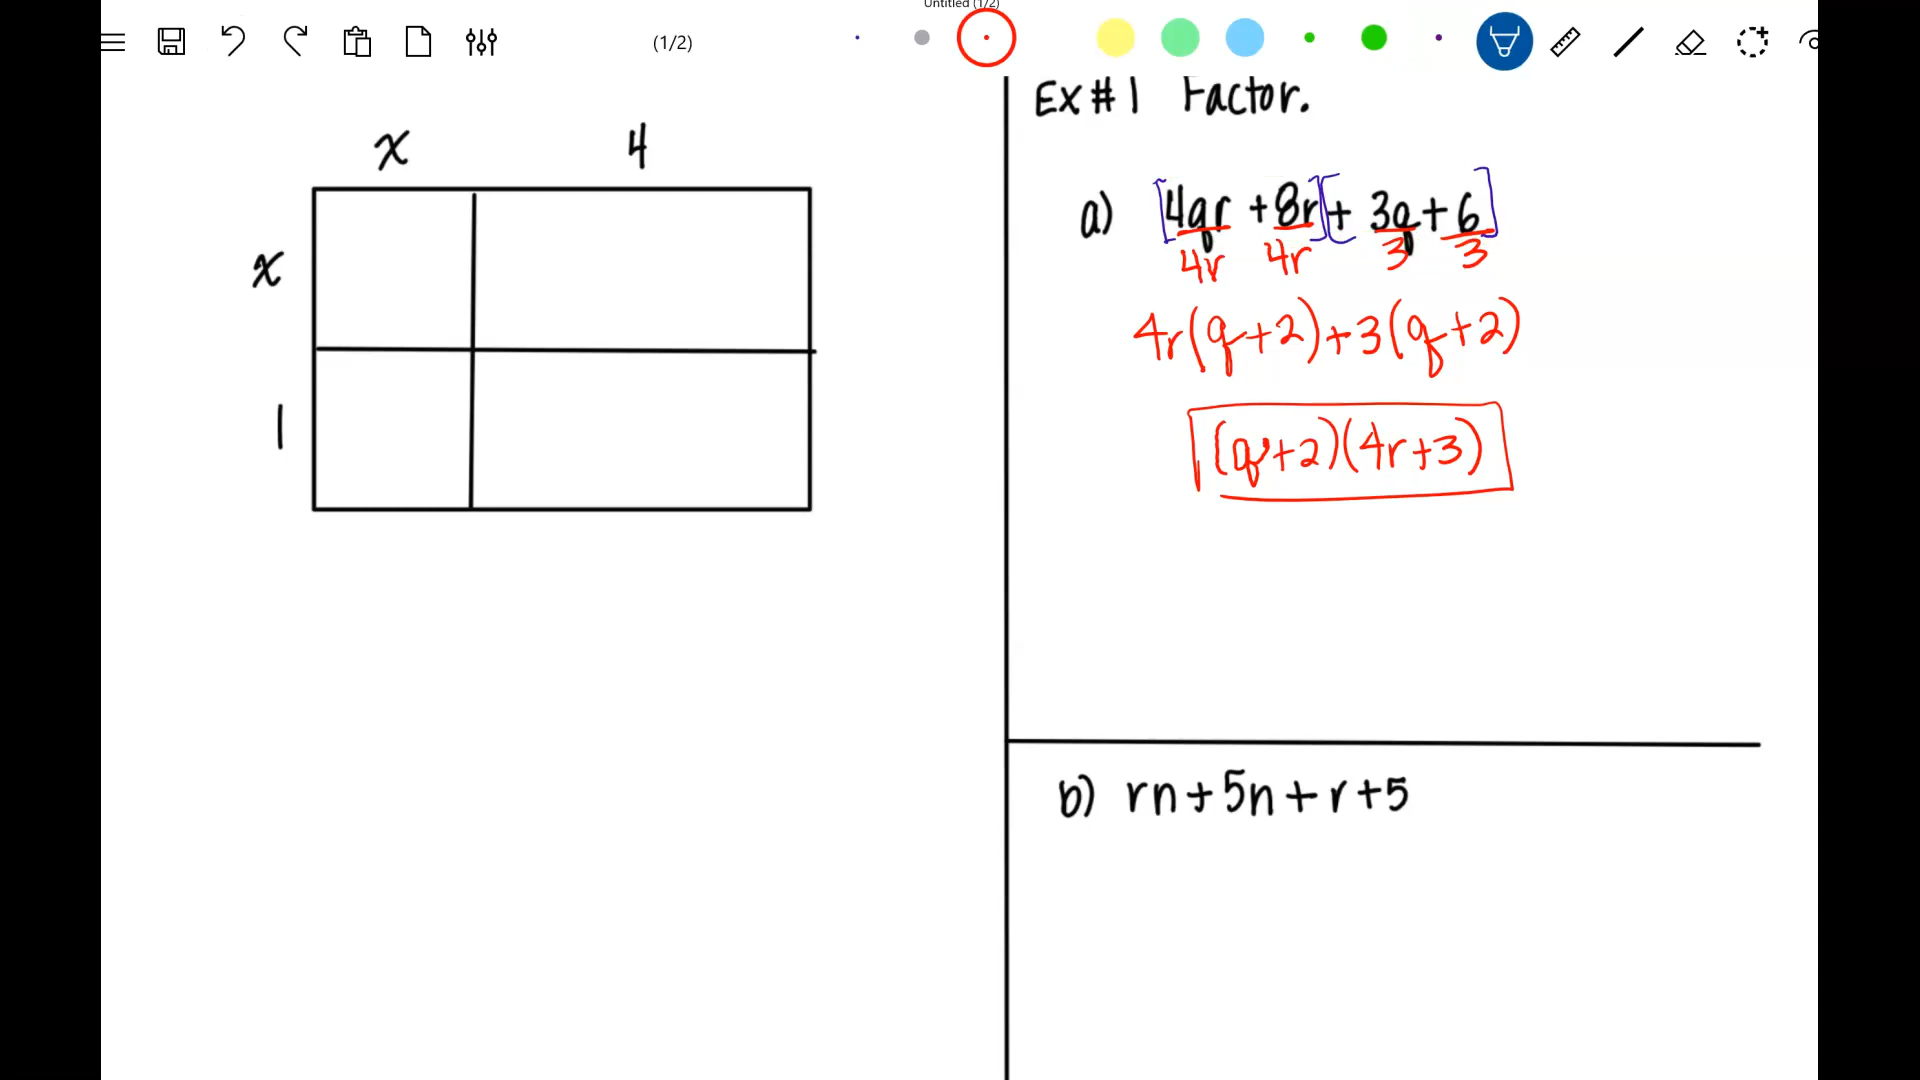 Untitled (1/2)
(1/2)
x 4
x
1
Ex # 1 Factor.
a) [4qr + 8r][+ 3q + 6]
4r 4r 3 3
4r(q+2)+3(q+2)
(q+2)(4r+3)
b) rn + 5n + r + 5